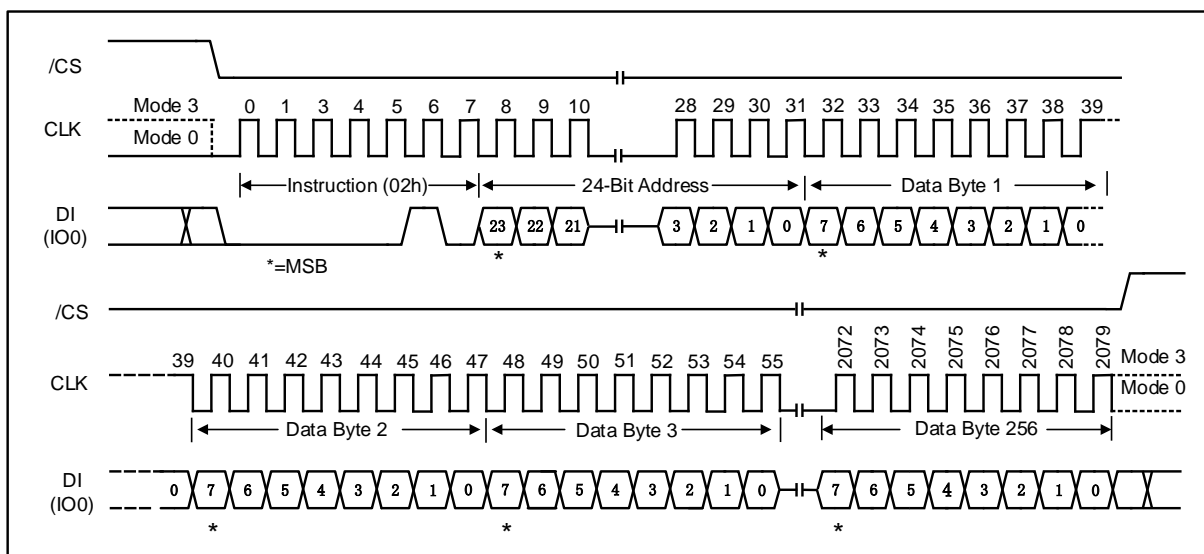 /CS
Mode 3
0 1 3 4 5 6 7 8 9 10 28 29 30 31 32 33 34 35 36 37 38 39
CLK
Mode 0
Instruction (02h) 24-Bit Address Data Byte 1
DI
(IO0)
23 22 21 3 2 1 0 7 6 5 4 3 2 1 0
* *
*=MSB
/CS
39 40 41 42 43 44 45 46 47 48 49 50 51 52 53 54 55 2072 2073 2074 2075 2076 2077 2078 2079
Mode 3
CLK
Mode 0
Data Byte 2 Data Byte 3 Data Byte 256
DI
(IO0)
0 7 6 5 4 3 2 1 0 7 6 5 4 3 2 1 0 7 6 5 4 3 2 1 0
* * *